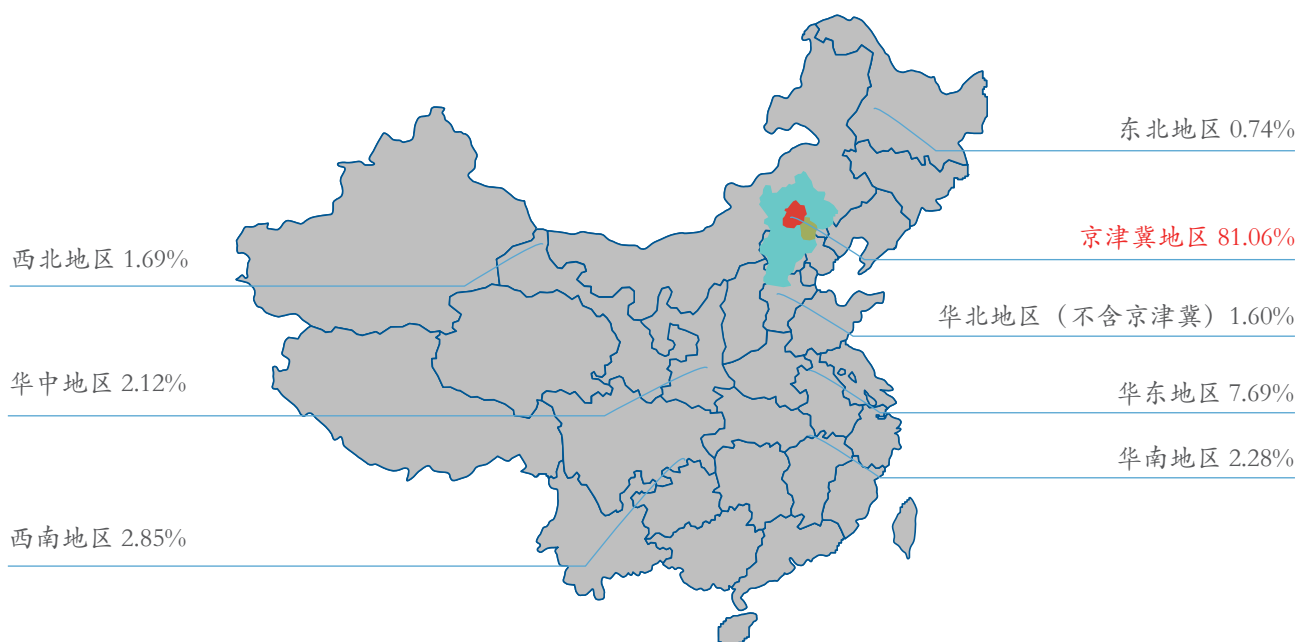 东北地区 0.74%
京津冀地区 81.06%
西北地区 1.69%
华北地区（不含京津冀）1.60%
华中地区 2.12%
华东地区 7.69%
华南地区 2.28%
西南地区 2.85%